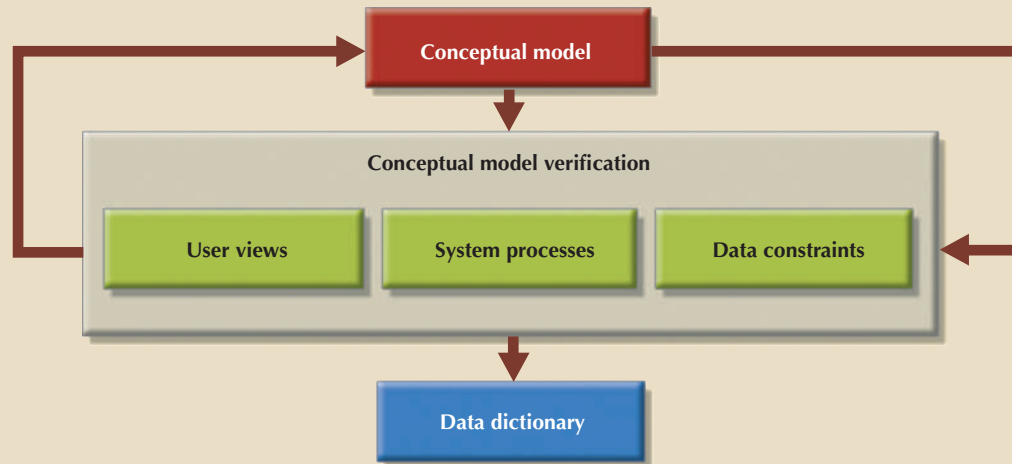 Conceptual model
Conceptual model verification
User views
System processes
Data constraints
Data dictionary